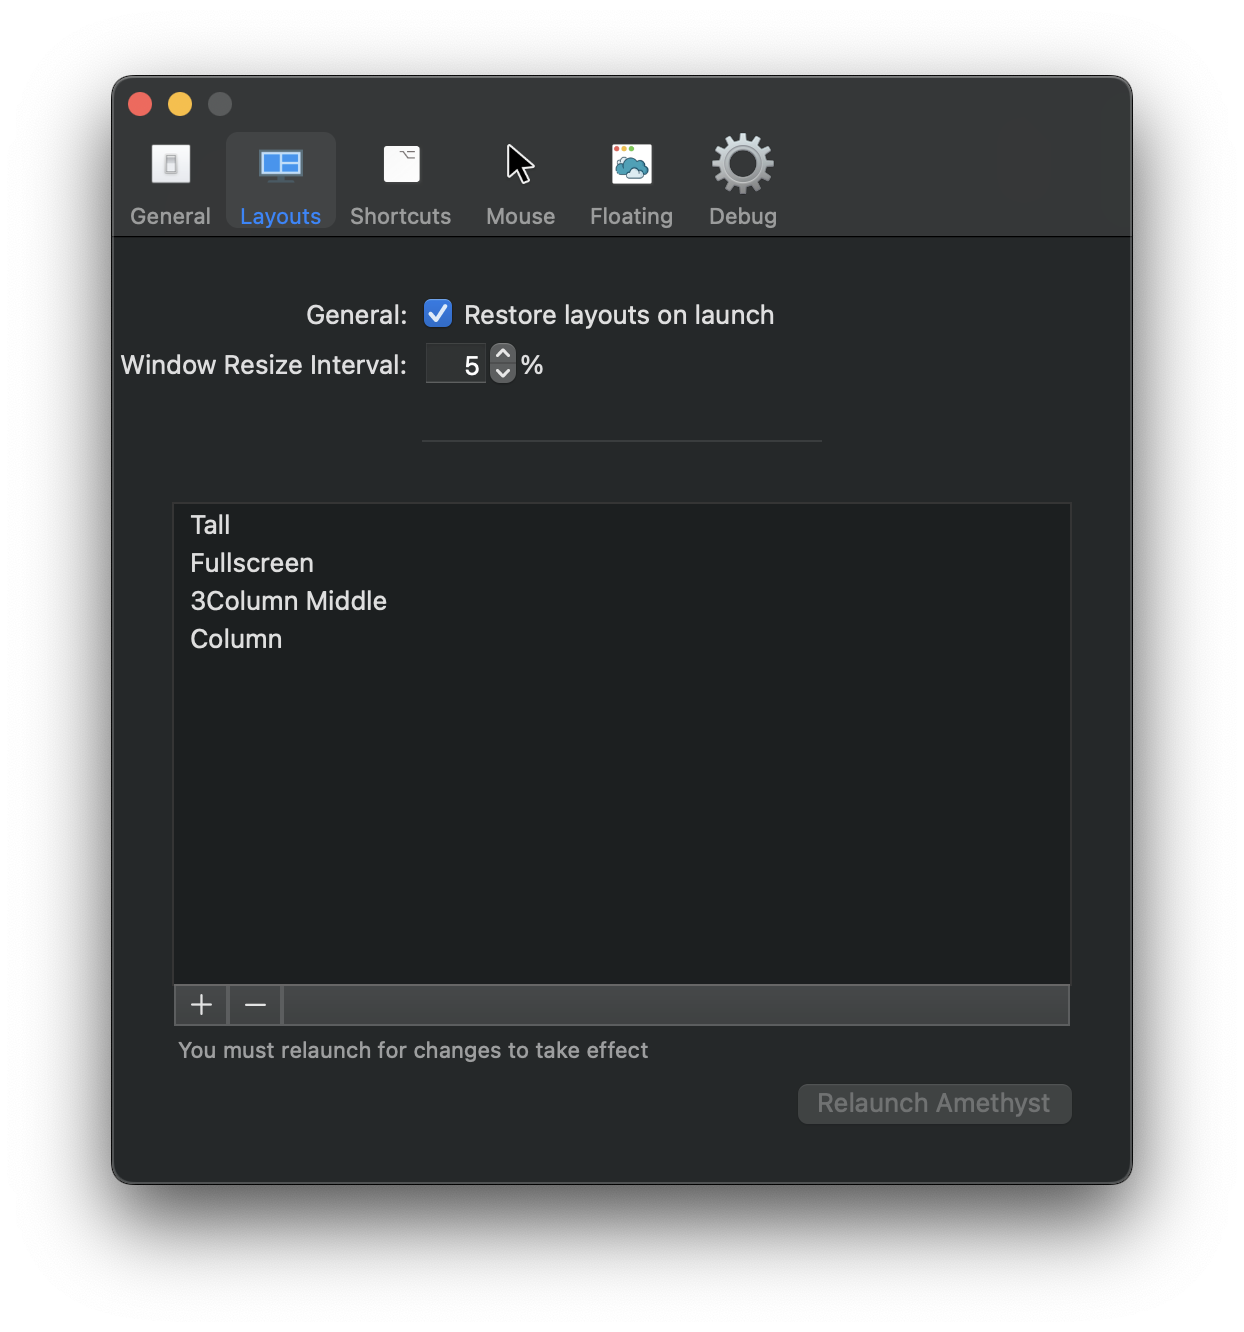 General Layouts Shortcuts Mouse Floating Debug
General: Restore layouts on launch
Window Resize Interval: 5 %
Tall
Fullscreen
3Column Middle
Column
You must relaunch for changes to take effect
Relaunch Amethyst